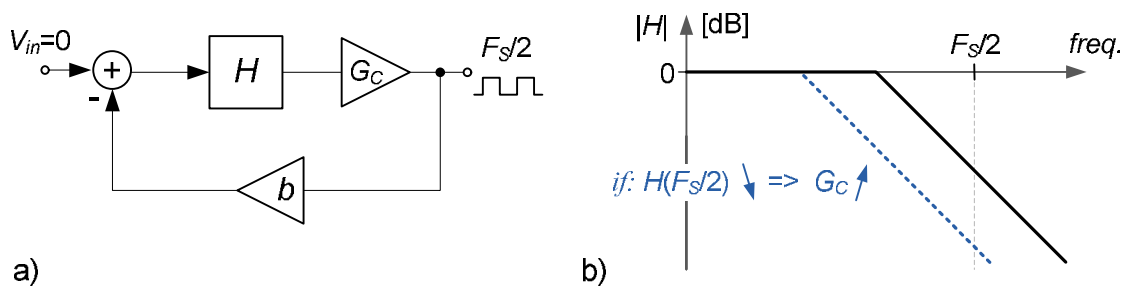 V_in=0
+
-
H
G_C
F_S/2
b
a)
|H| [dB]
F_S/2
freq.
0
if: H(F_S/2) ↘ => G_C ↗
b)